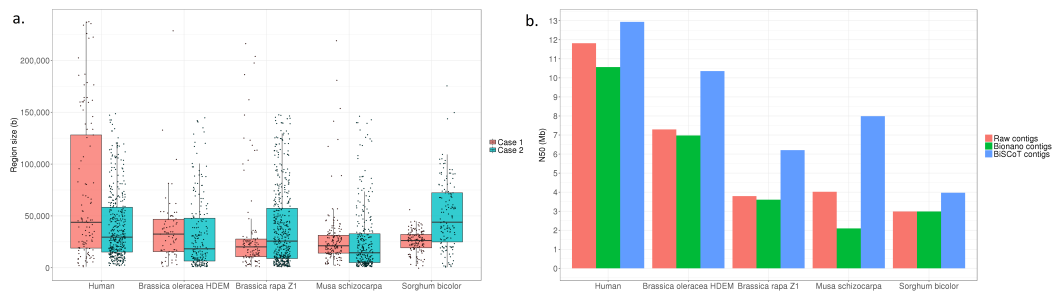 a.
Region size (b)
200,000
150,000
100,000
50,000
0
Human
Brassica oleracea HDEM
Brassica rapa Z1
Musa schizocarpa
Sorghum bicolor
Case 1
Case 2
b.
N50 (Mb)
13
12
11
10
9
8
7
6
5
4
3
2
1
0
Human
Brassica oleracea HDEM
Brassica rapa Z1
Musa schizocarpa
Sorghum bicolor
Raw contigs
Bionano contigs
BiSCoT contigs